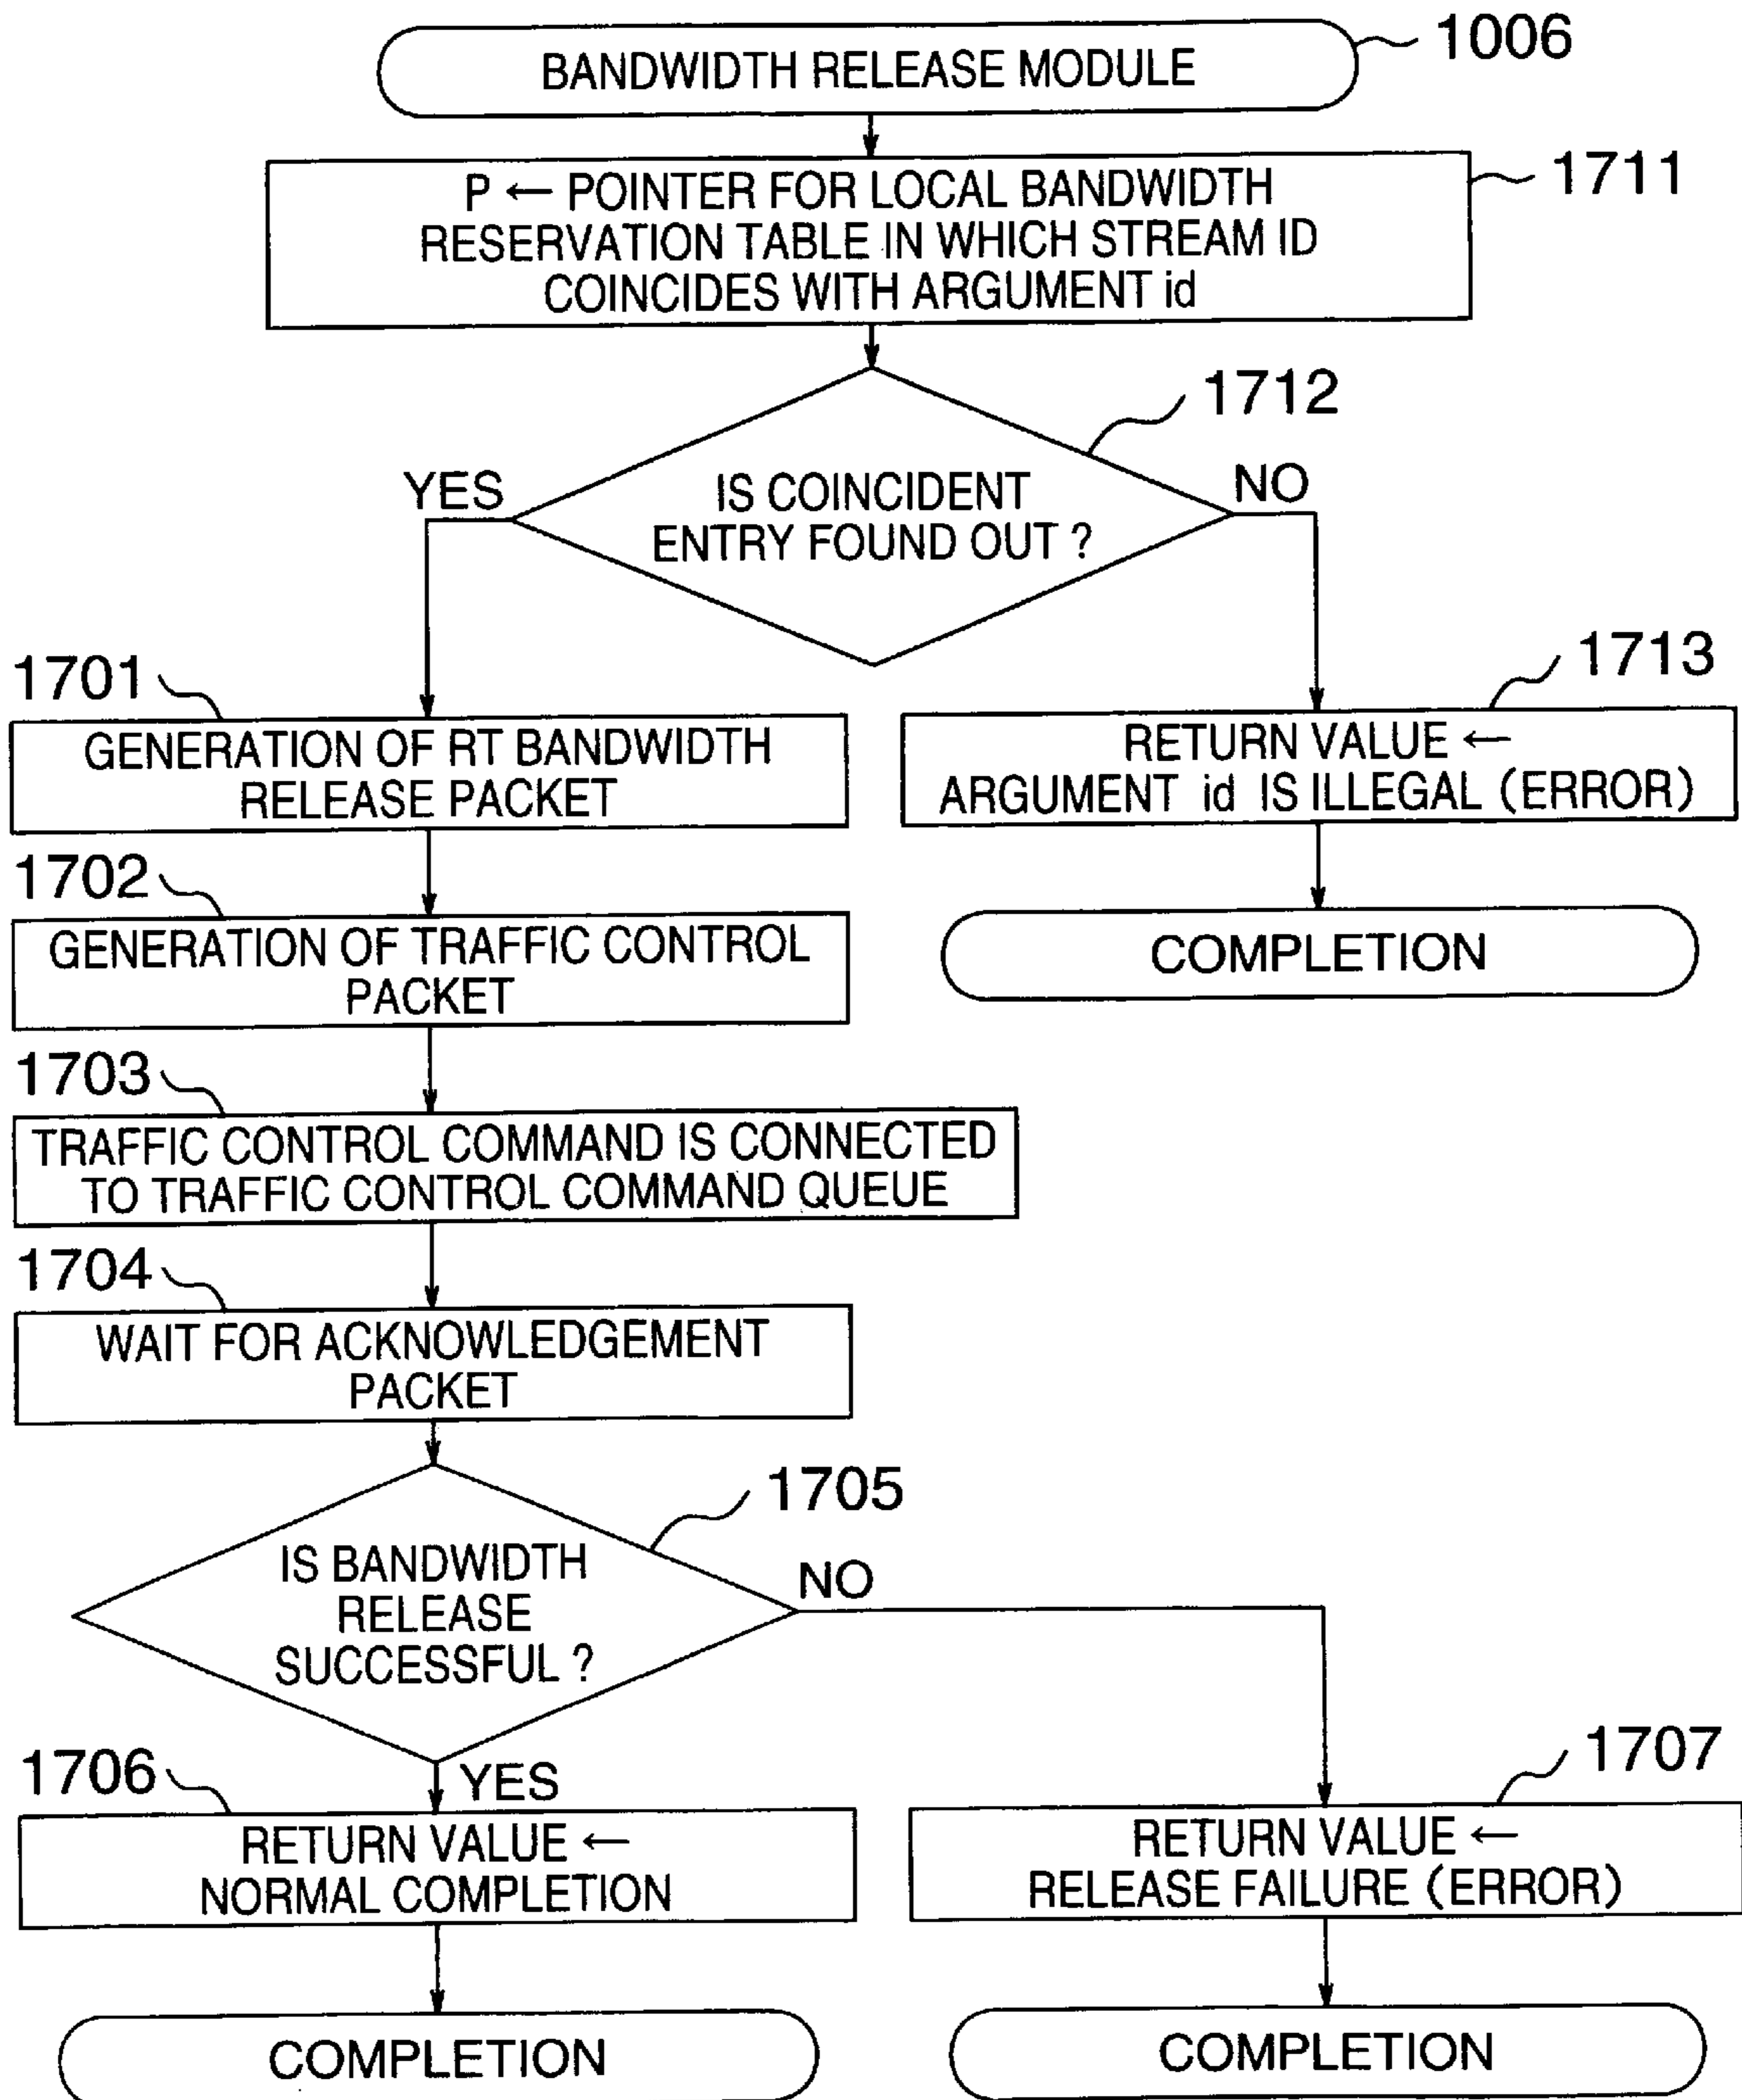 BANDWIDTH RELEASE MODULE
1006
P ← POINTER FOR LOCAL BANDWIDTH
RESERVATION TABLE IN WHICH STREAM ID
COINCIDES WITH ARGUMENT id
1711
1712
IS COINCIDENT
ENTRY FOUND OUT ?
YES
NO
1701
GENERATION OF RT BANDWIDTH
RELEASE PACKET
1713
RETURN VALUE ←
ARGUMENT id IS ILLEGAL (ERROR)
1702
GENERATION OF TRAFFIC CONTROL
PACKET
COMPLETION
1703
TRAFFIC CONTROL COMMAND IS CONNECTED
TO TRAFFIC CONTROL COMMAND QUEUE
1704
WAIT FOR ACKNOWLEDGEMENT
PACKET
1705
IS BANDWIDTH
RELEASE
SUCCESSFUL ?
NO
YES
1706
RETURN VALUE ←
NORMAL COMPLETION
1707
RETURN VALUE ←
RELEASE FAILURE (ERROR)
COMPLETION
COMPLETION